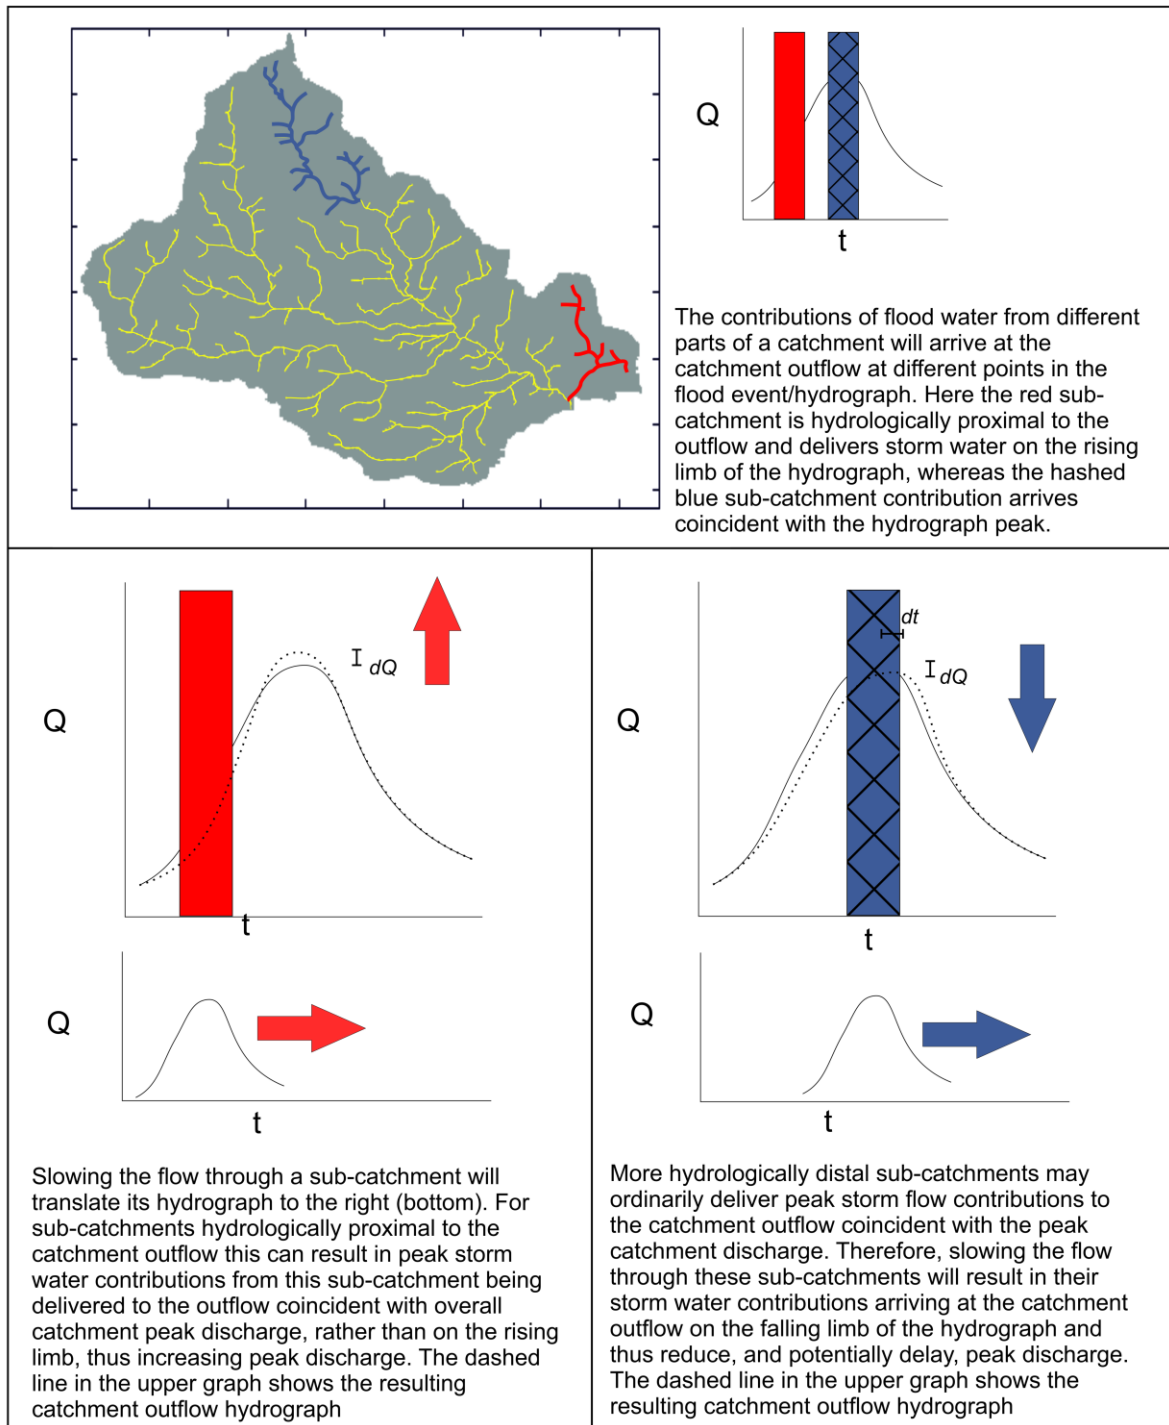 Q
t
The contributions of flood water from different
parts of a catchment will arrive at the
catchment outflow at different points in the
flood event/hydrograph. Here the red sub-
catchment is hydrologically proximal to
the outflow and delivers storm water on the rising
limb of the hydrograph, whereas the hashed
blue sub-catchment contribution arrives
coincident with the hydrograph peak.
dQ
Q
t
Q
t
Slowing the flow through a sub-catchment will
translate its hydrograph to the right (bottom). For
sub-catchments hydrologically proximal to the
catchment outflow this can result in peak storm
water contributions from this sub-catchment being
delivered to the outflow coincident with overall
catchment peak discharge, rather than on the rising
limb, thus increasing peak discharge. The dashed
line in the upper graph shows the resulting
catchment outflow hydrograph
dt
dQ
Q
t
Q
t
More hydrologically distal sub-catchments may
ordinarily deliver peak storm flow contributions to
the catchment outflow coincident with the peak
catchment discharge. Therefore, slowing the flow
through these sub-catchments will result in their
storm water contributions arriving at the catchment
outflow on the falling limb of the hydrograph and
thus reduce, and potentially delay, peak discharge.
The dashed line in the upper graph shows the
resulting catchment outflow hydrograph